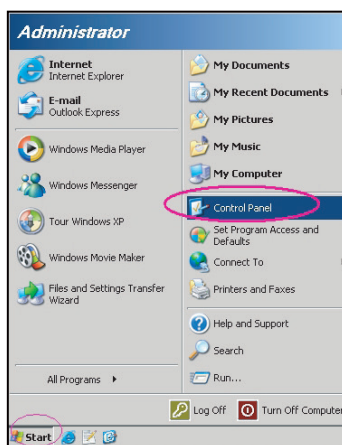 Administrator
Internet
Internet Explorer
E-mail
Outlook Express
Windows Media Player
Windows Messenger
Tour Windows XP
Windows Movie Maker
Files and Settings Transfer
Wizard
All Programs
My Documents
My Recent Documents
My Pictures
My Music
My Computer
Control Panel
Set Program Access and
Defaults
Connect To
Printers and Faxes
Help and Support
Search
Run...
Log Off
Turn Off Computer
Start